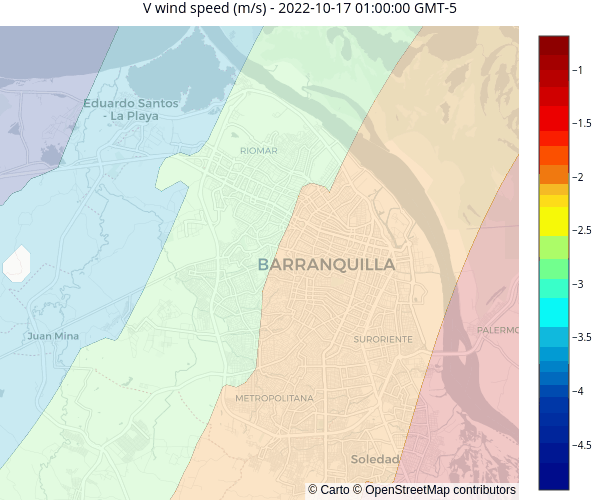 V wind speed (m/s) - 2022-10-17 01:00:00 GMT-5
Eduardo Santos
- La Playa
RIOMAR
BARRANQUILLA
Juan Mina
SURORIENTE
PALERMO
METROPOLITANA
Soledad
© Carto © OpenStreetMap contributors
−1
−1.5
−2
−2.5
−3
−3.5
−4
−4.5